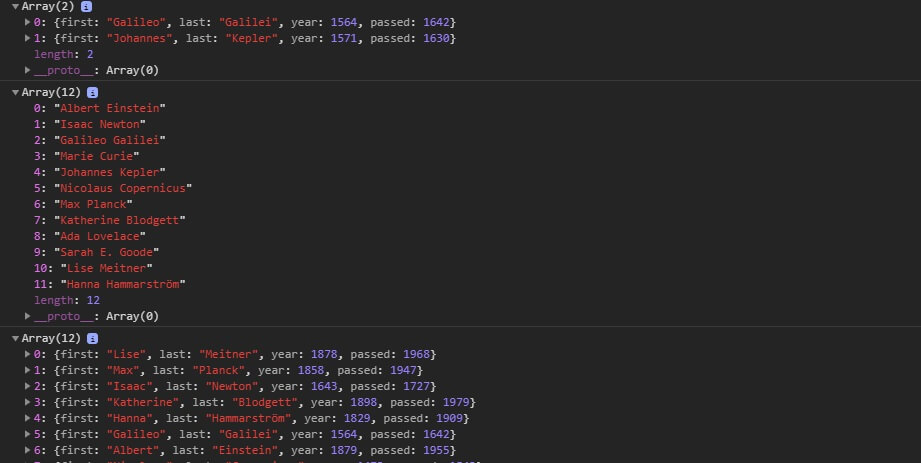 Array(2) i
0: {first: "Galileo", last: "Galilei", year: 1564, passed: 1642}
1: {first: "Johannes", last: "Kepler", year: 1571, passed: 1630}
length: 2
__proto__: Array(0)
Array(12) i
0: "Albert Einstein"
1: "Isaac Newton"
2: "Galileo Galilei"
3: "Marie Curie"
4: "Johannes Kepler"
5: "Nicolaus Copernicus"
6: "Max Planck"
7: "Katherine Blodgett"
8: "Ada Lovelace"
9: "Sarah E. Goode"
10: "Lise Meitner"
11: "Hanna Hammarström"
length: 12
__proto__: Array(0)
Array(12) i
0: {first: "Lise", last: "Meitner", year: 1878, passed: 1968}
1: {first: "Max", last: "Planck", year: 1858, passed: 1947}
2: {first: "Isaac", last: "Newton", year: 1643, passed: 1727}
3: {first: "Katherine", last: "Blodgett", year: 1898, passed: 1979}
4: {first: "Hanna", last: "Hammarström", year: 1829, passed: 1909}
5: {first: "Galileo", last: "Galilei", year: 1564, passed: 1642}
6: {first: "Albert", last: "Einstein", year: 1879, passed: 1955}